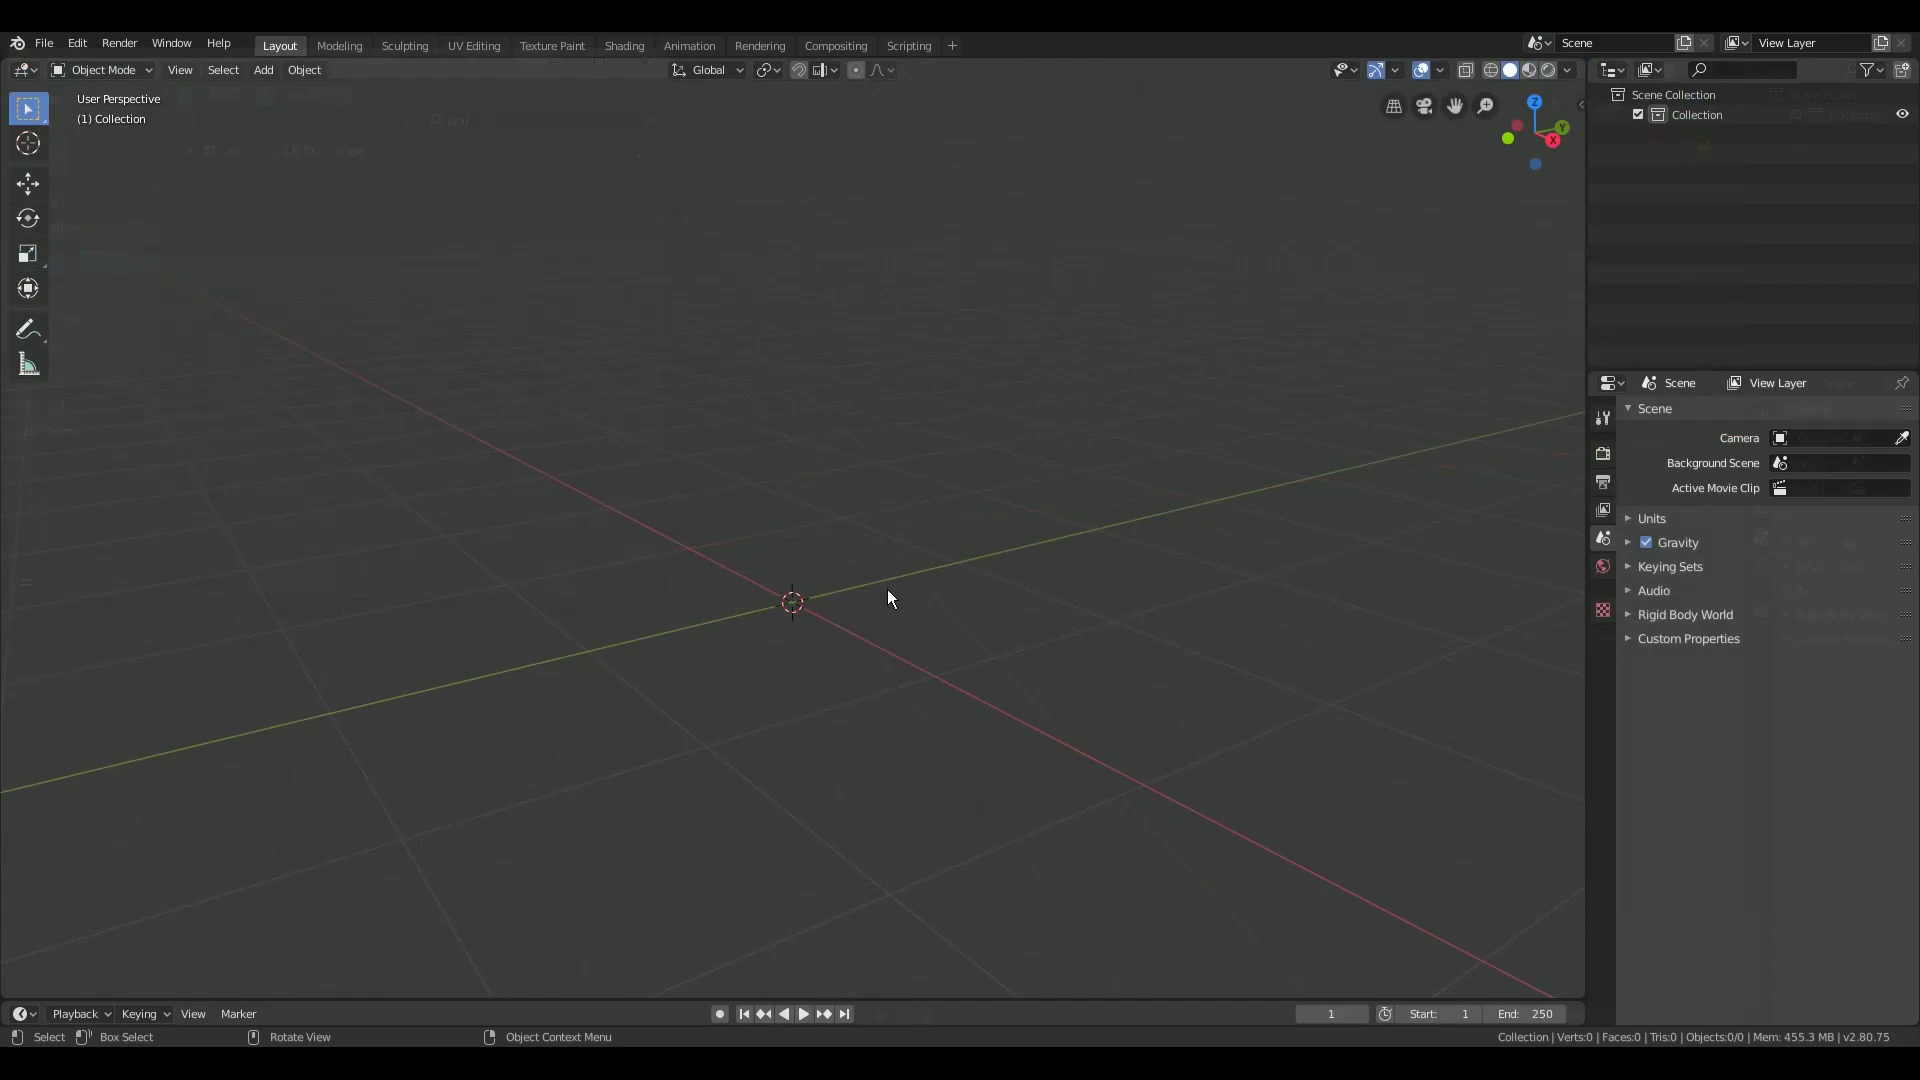 File Edit Render Window Help Layout Modeling Sculpting UV Editing Texture Paint Shading Animation Rendering Compositing Scripting + Scene View Layer
Object Mode View Select Add Object Global
User Perspective
(1) Collection
Z
Y
X
Scene Collection
Collection
Scene View Layer
Scene
Camera
Background Scene
Active Movie Clip
Units
Gravity
Keying Sets
Audio
Rigid Body World
Custom Properties
Playback Keying View Marker 1 Start: 1 End: 250
Select Box Select Rotate View Object Context Menu Collection | Verts:0 | Faces:0 | Tris:0 | Objects:0/0 | Mem: 455.3 MB | v2.80.75